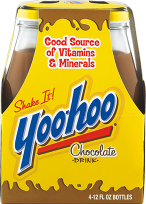 Good Source
of Vitamins
& Minerals
Shake It!
Yoohoo
Chocolate
-DRINK-
4-12 FL OZ BOTTLES